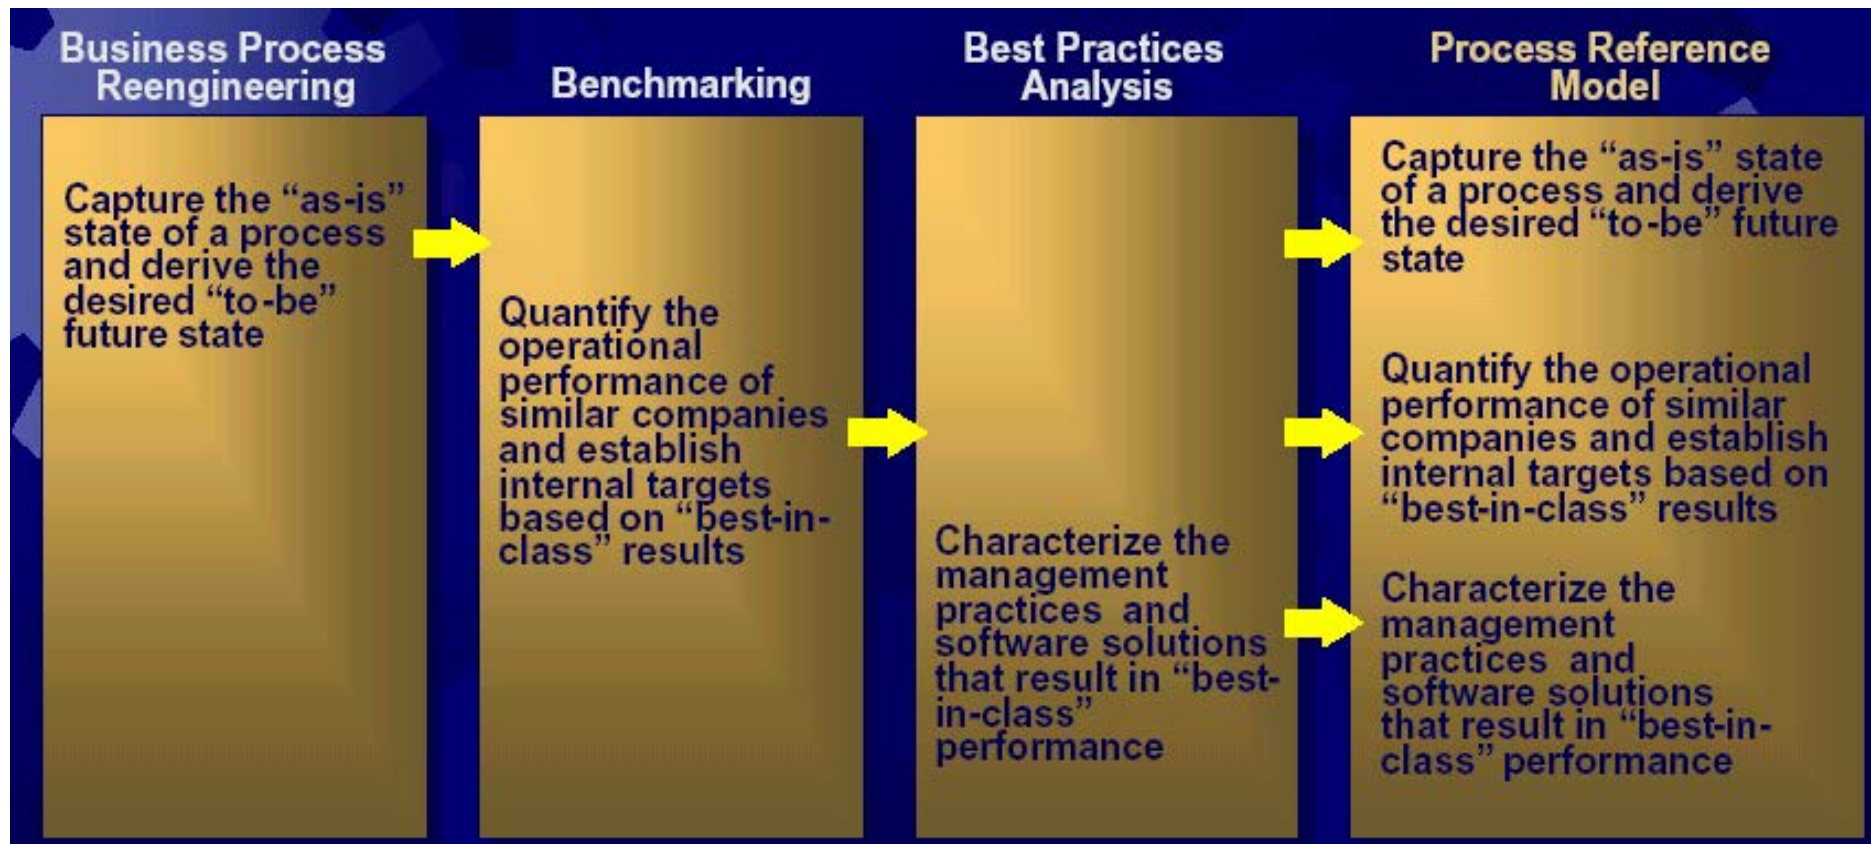 Business Process
Reengineering
Capture the “as-is”
state of a process
and derive the
desired “to-be”
future state
Benchmarking
Quantify the
operational
performance of
similar companies
and establish
internal targets
based on “best-in-
class” results
Best Practices
Analysis
Characterize the
management
practices and
software solutions
that result in “best-
in-class”
performance
Process Reference
Model
Capture the “as-is” state
of a process and derive
the desired “to-be” future
state
Quantify the operational
performance of similar
companies and establish
internal targets based on
“best-in-class” results
Characterize the
management
practices and
software solutions
that result in “best-in-
class” performance